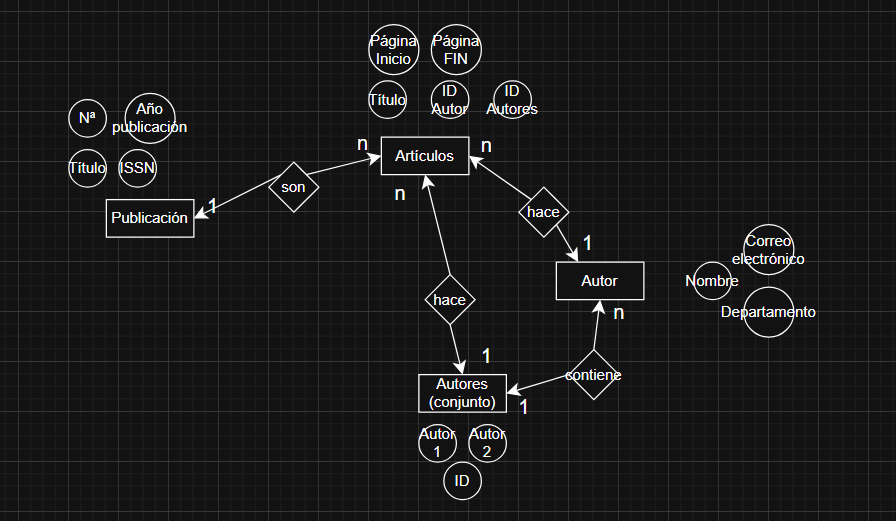 Página
Inicio
Página
FIN
Título
ID
Autor
ID
Autores
Nª
Año
publicación
Título
ISSN
Publicación
1
son
n
Artículos
n
n
hace
1
Autor
n
Nombre
Correo
electrónico
Departamento
hace
1
Autores
(conjunto)
1
contiene
Autor
1
Autor
2
ID